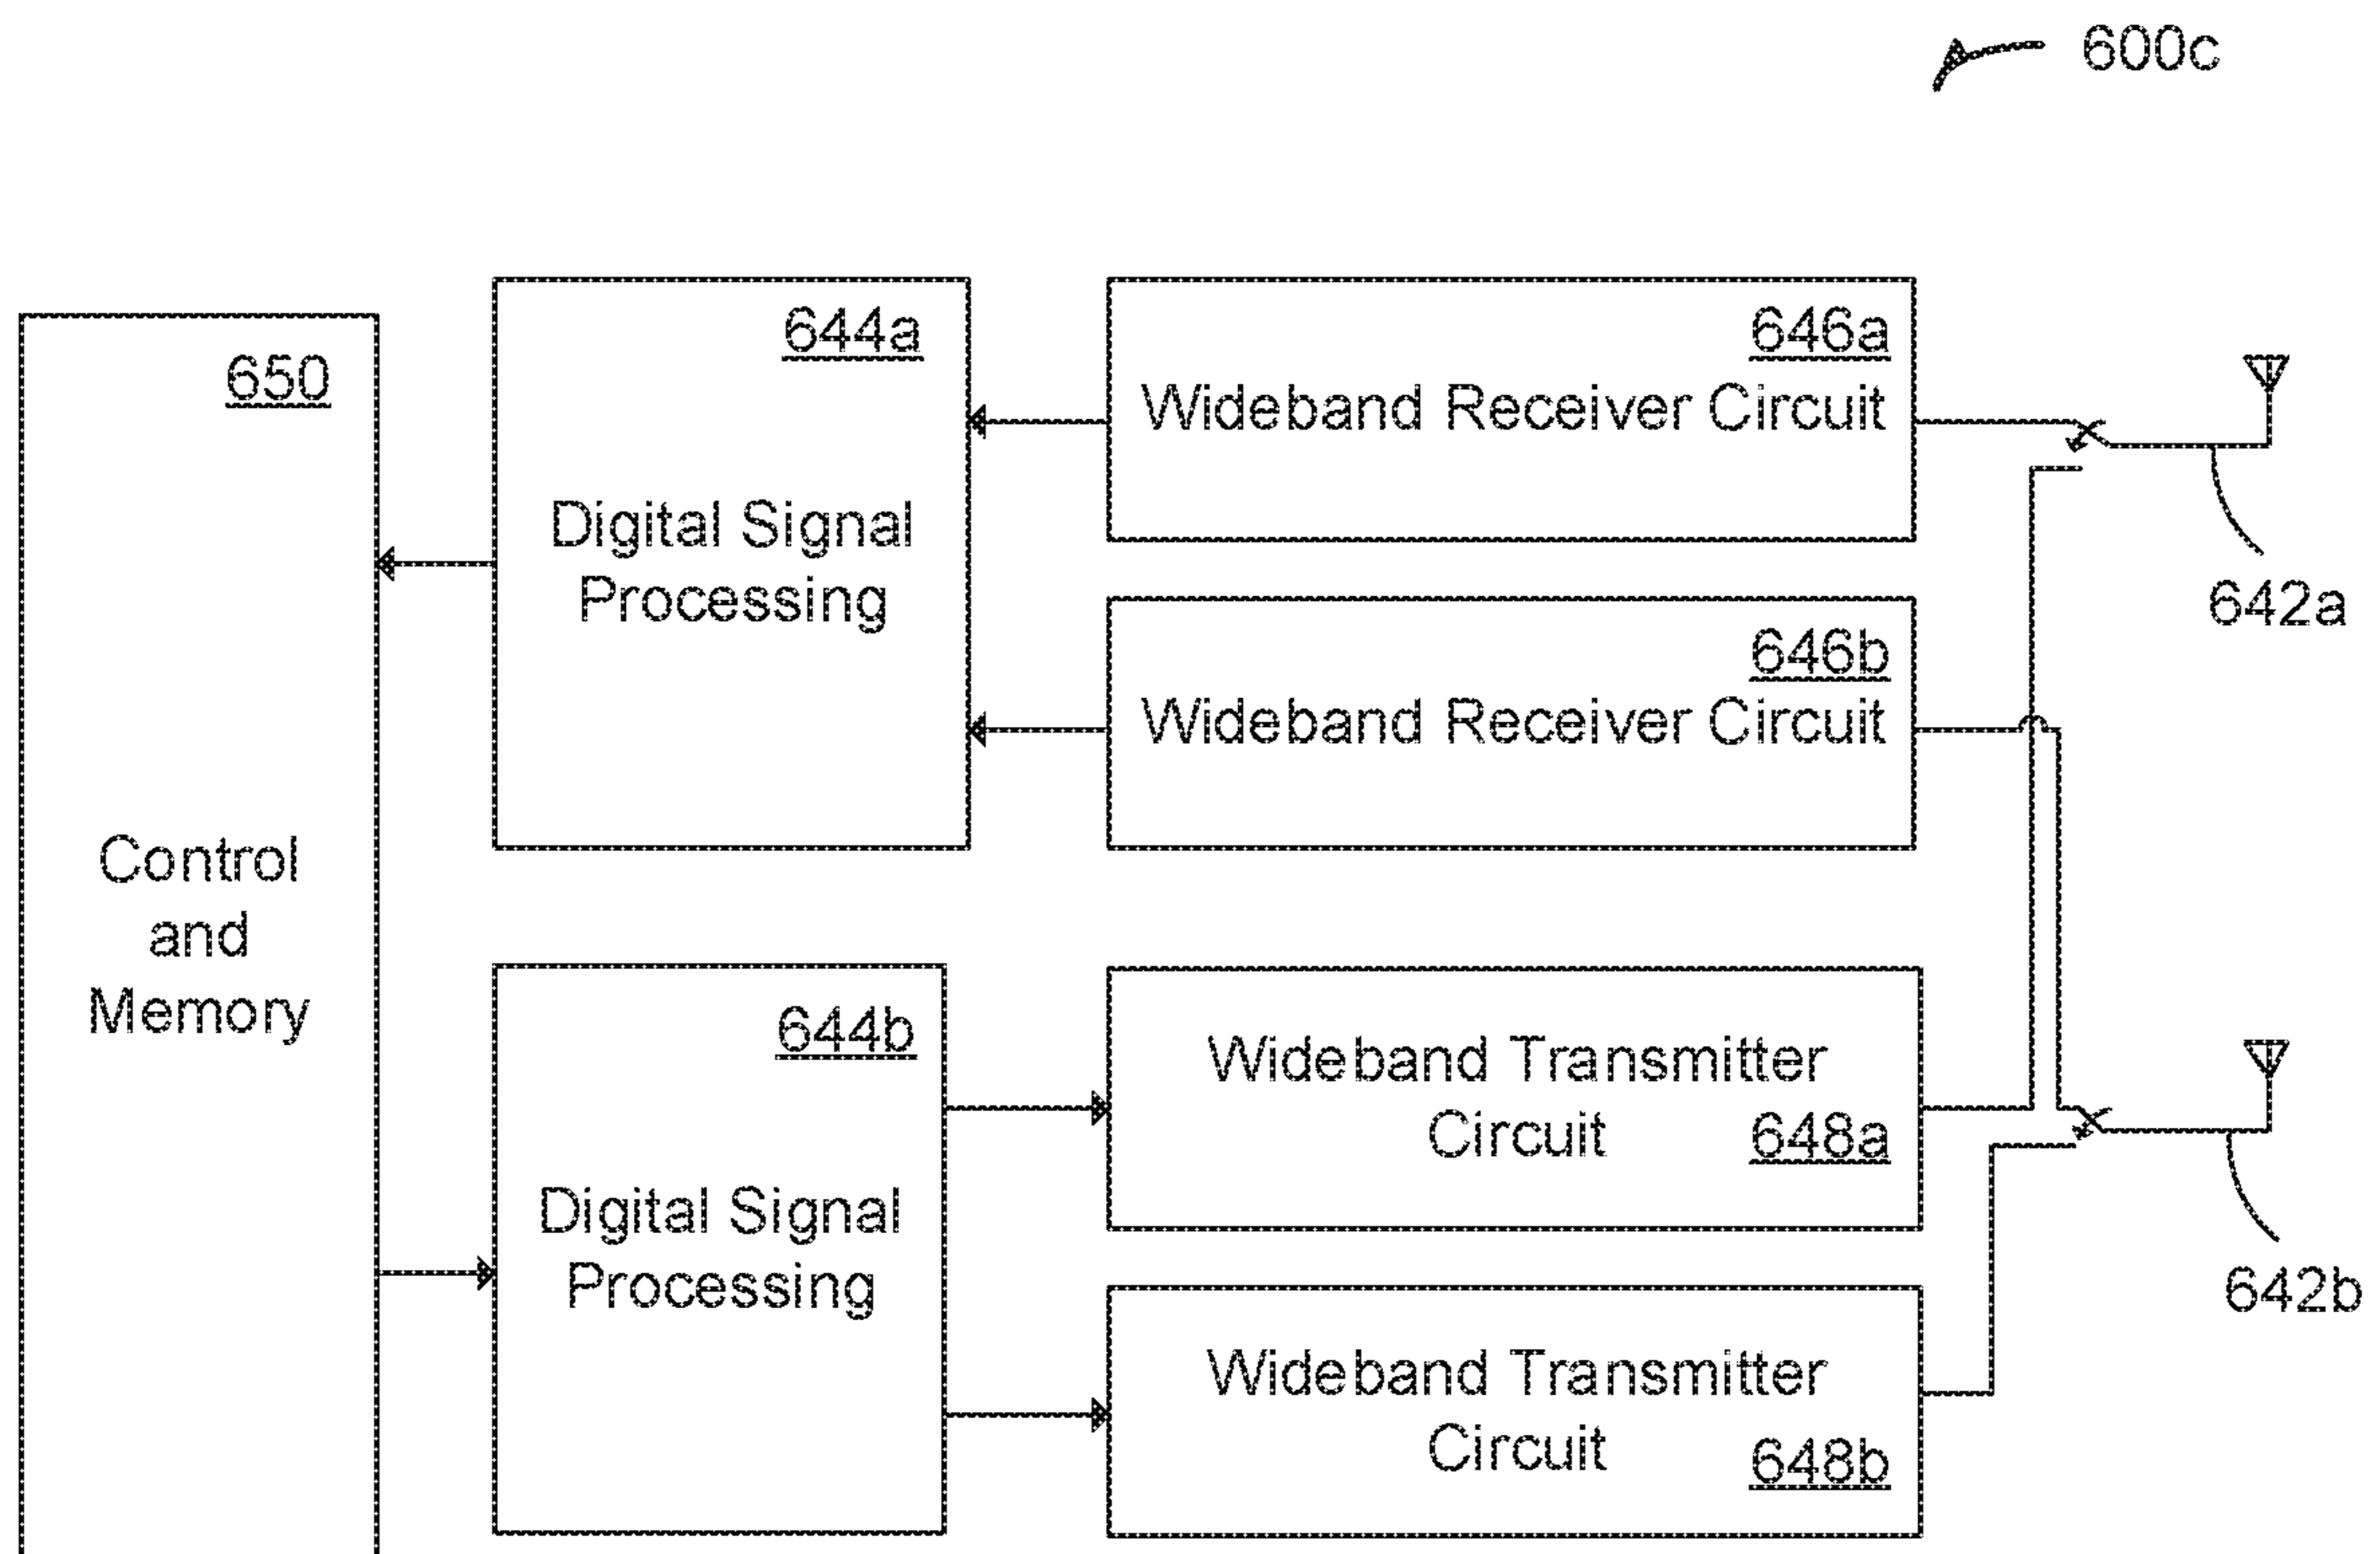 600c
650
Control
and
Memory
644a
Digital Signal
Processing
646a
Wideband Receiver Circuit
646b
Wideband Receiver Circuit
642a
644b
Digital Signal
Processing
Wideband Transmitter
Circuit 648a
Wideband Transmitter
Circuit 648b
642b